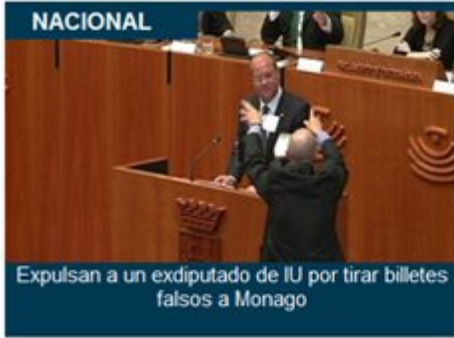 NACIONAL
Expulsan a un exdiputado de IU por tirar billetes
falsos a Monago